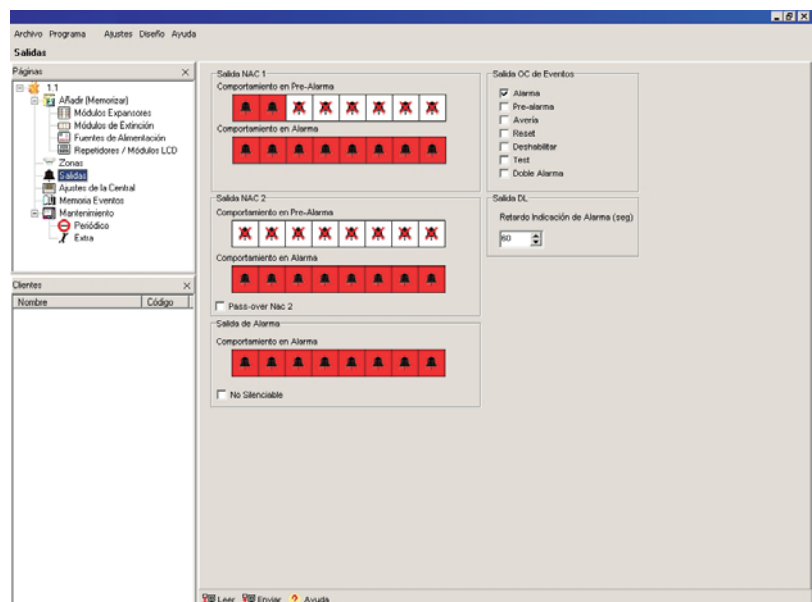 Archivo Programa Ajustes Diseño Ayuda
Salidas
Páginas
1.1
Añadir (Memorizar)
Módulos Expansores
Módulos de Extinción
Fuentes de Alimentación
Repetidores / Módulos LCD
Zonas
Salidas
Ajustes de la Central
Memoria Eventos
Mantenimiento
Periódico
Extra
Clientes
Nombre Código
Salida NAC 1
Comportamiento en Pre-Alarma
Comportamiento en Alarma
Salida NAC 2
Comportamiento en Pre-Alarma
Comportamiento en Alarma
Pass-over Nac 2
Salida de Alarma
Comportamiento en Alarma
No Silenciable
Salida OC de Eventos
Alarma
Pre-alarma
Avería
Reset
Deshabilitar
Test
Doble Alarma
Salida DL
Retardo Indicación de Alarma (seg)
60
Leer Enviar ? Ayuda